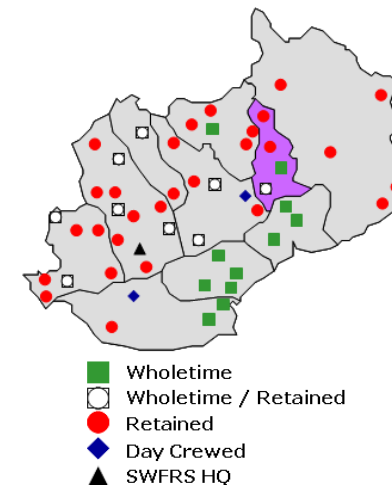 Wholetime
Wholetime / Retained
Retained
Day Crewed
SWFRS HQ